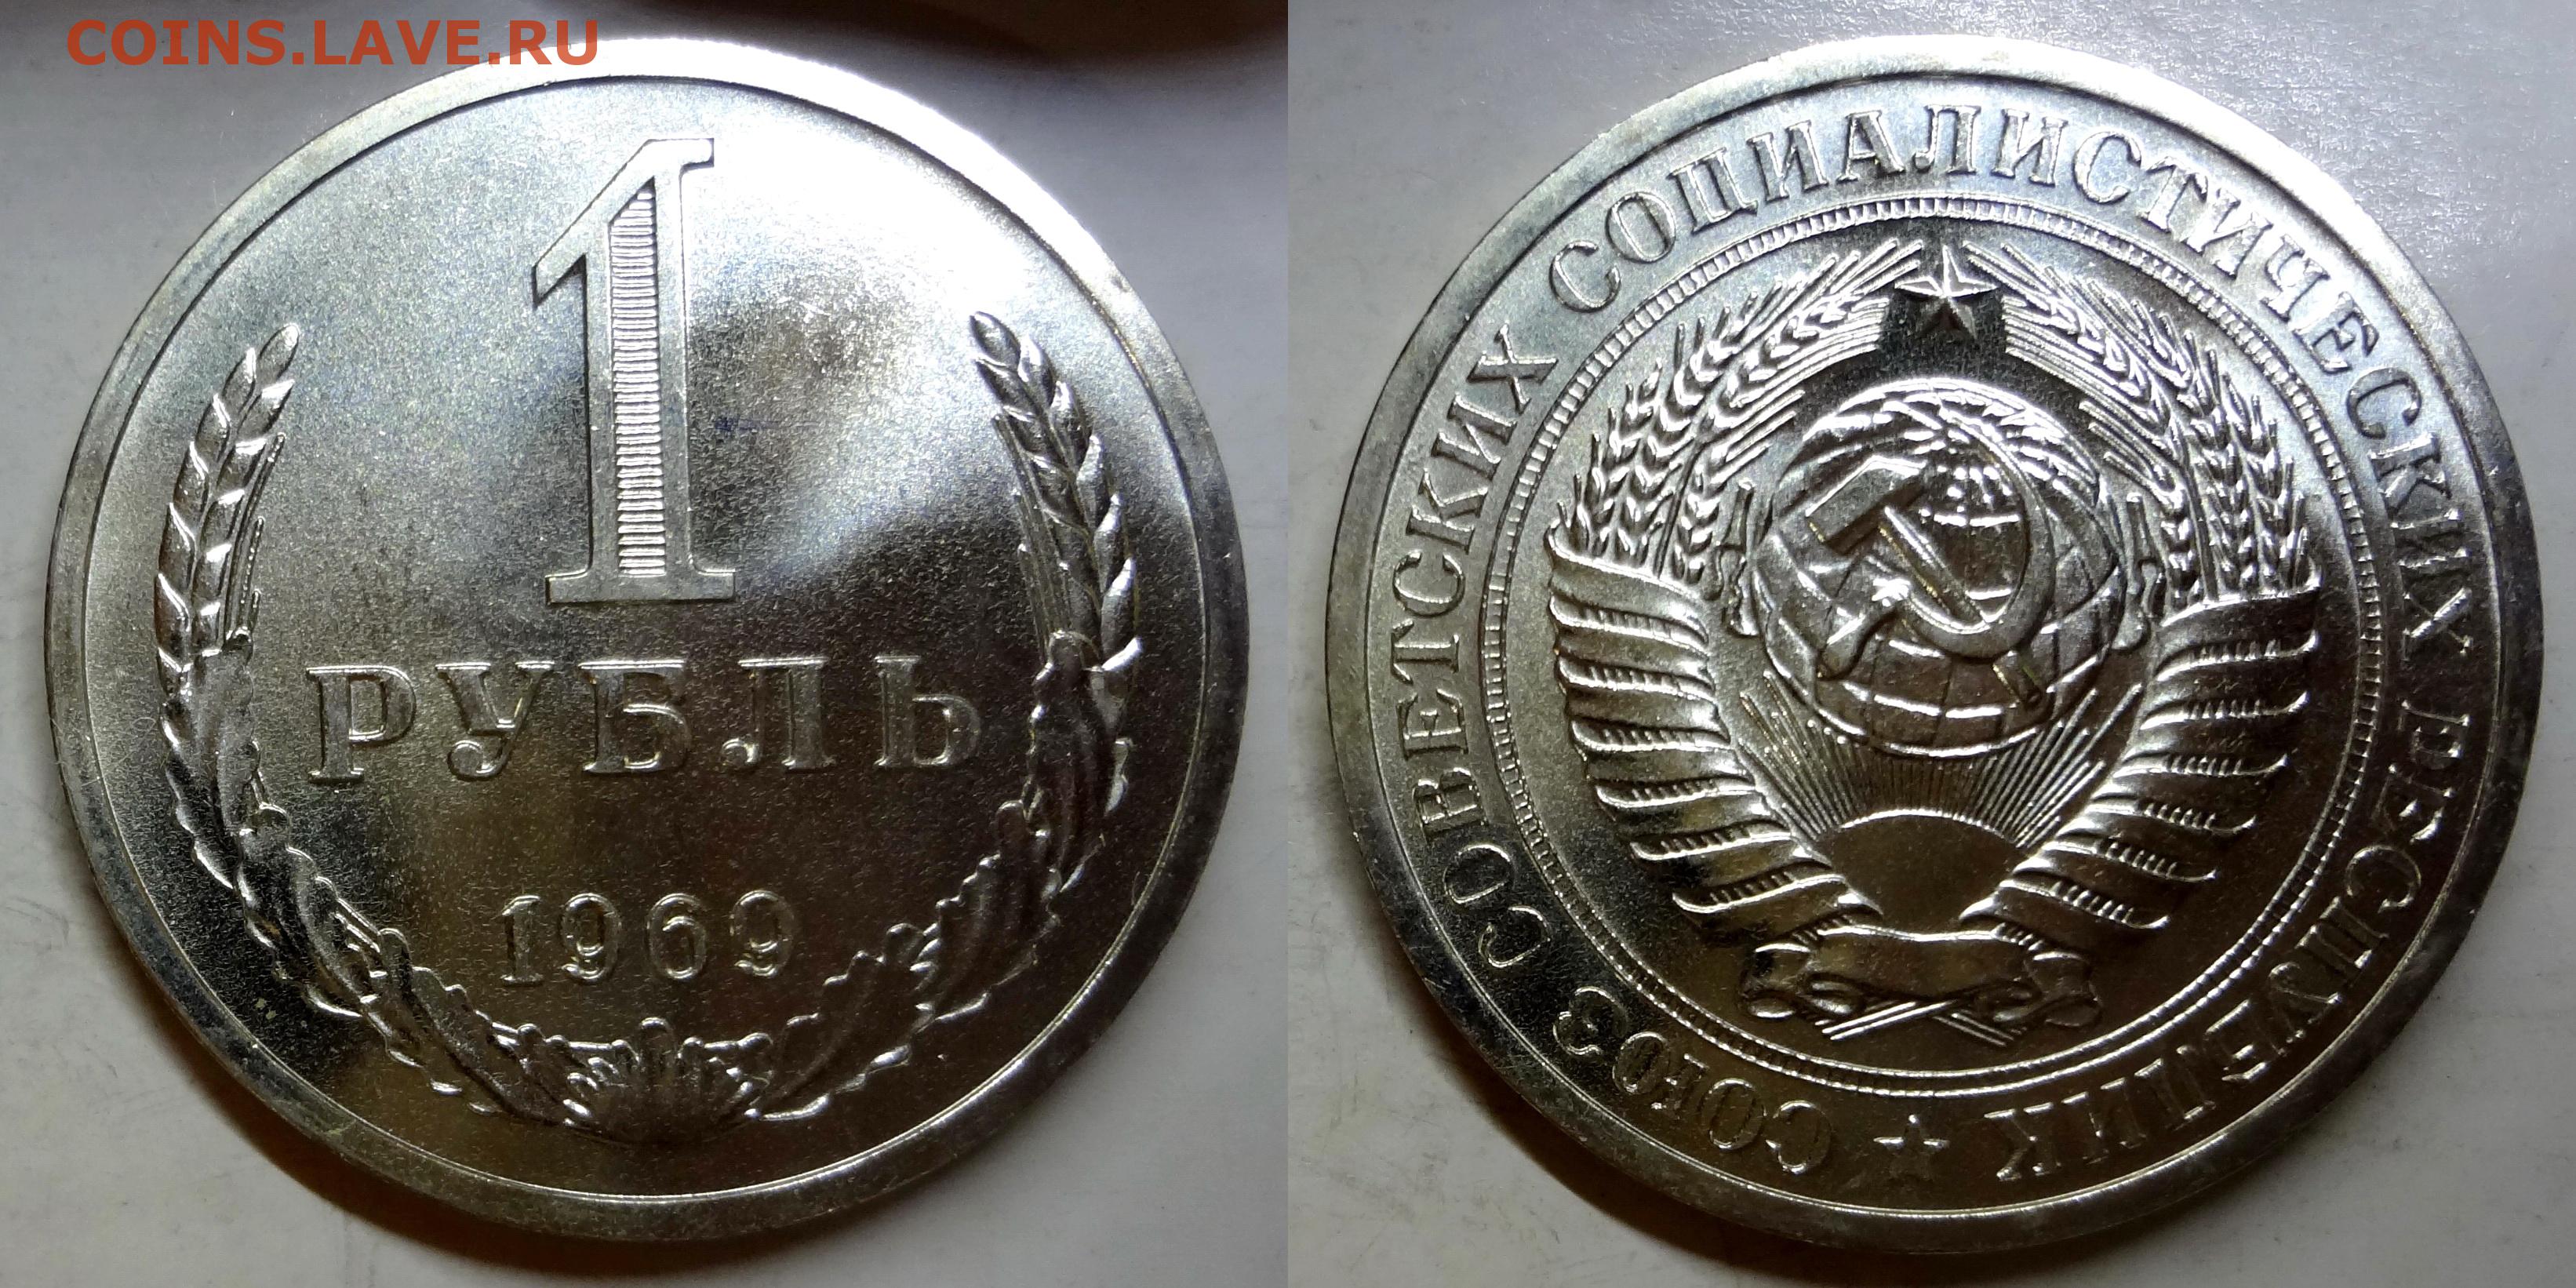 COINS.LAVE.RU
1
РУБЛЬ
1969
СОЮЗ СОВЕТСКИХ СОЦИАЛИСТИЧЕСКИХ РЕСПУБЛИК